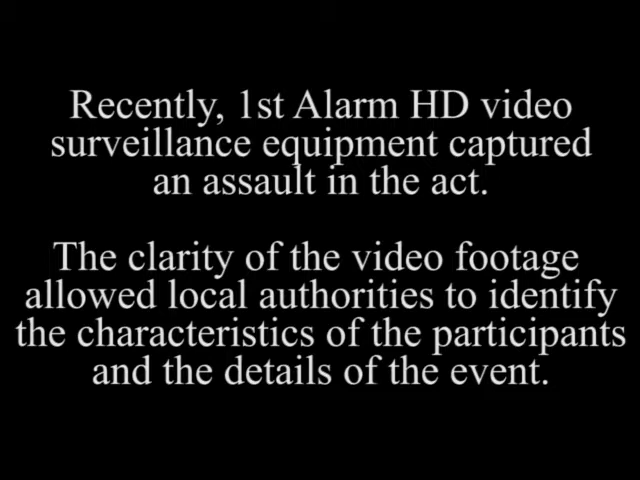 Recently, 1st Alarm HD video
surveillance equipment captured
an assault in the act.
The clarity of the video footage
allowed local authorities to identify
the characteristics of the participants
and the details of the event.